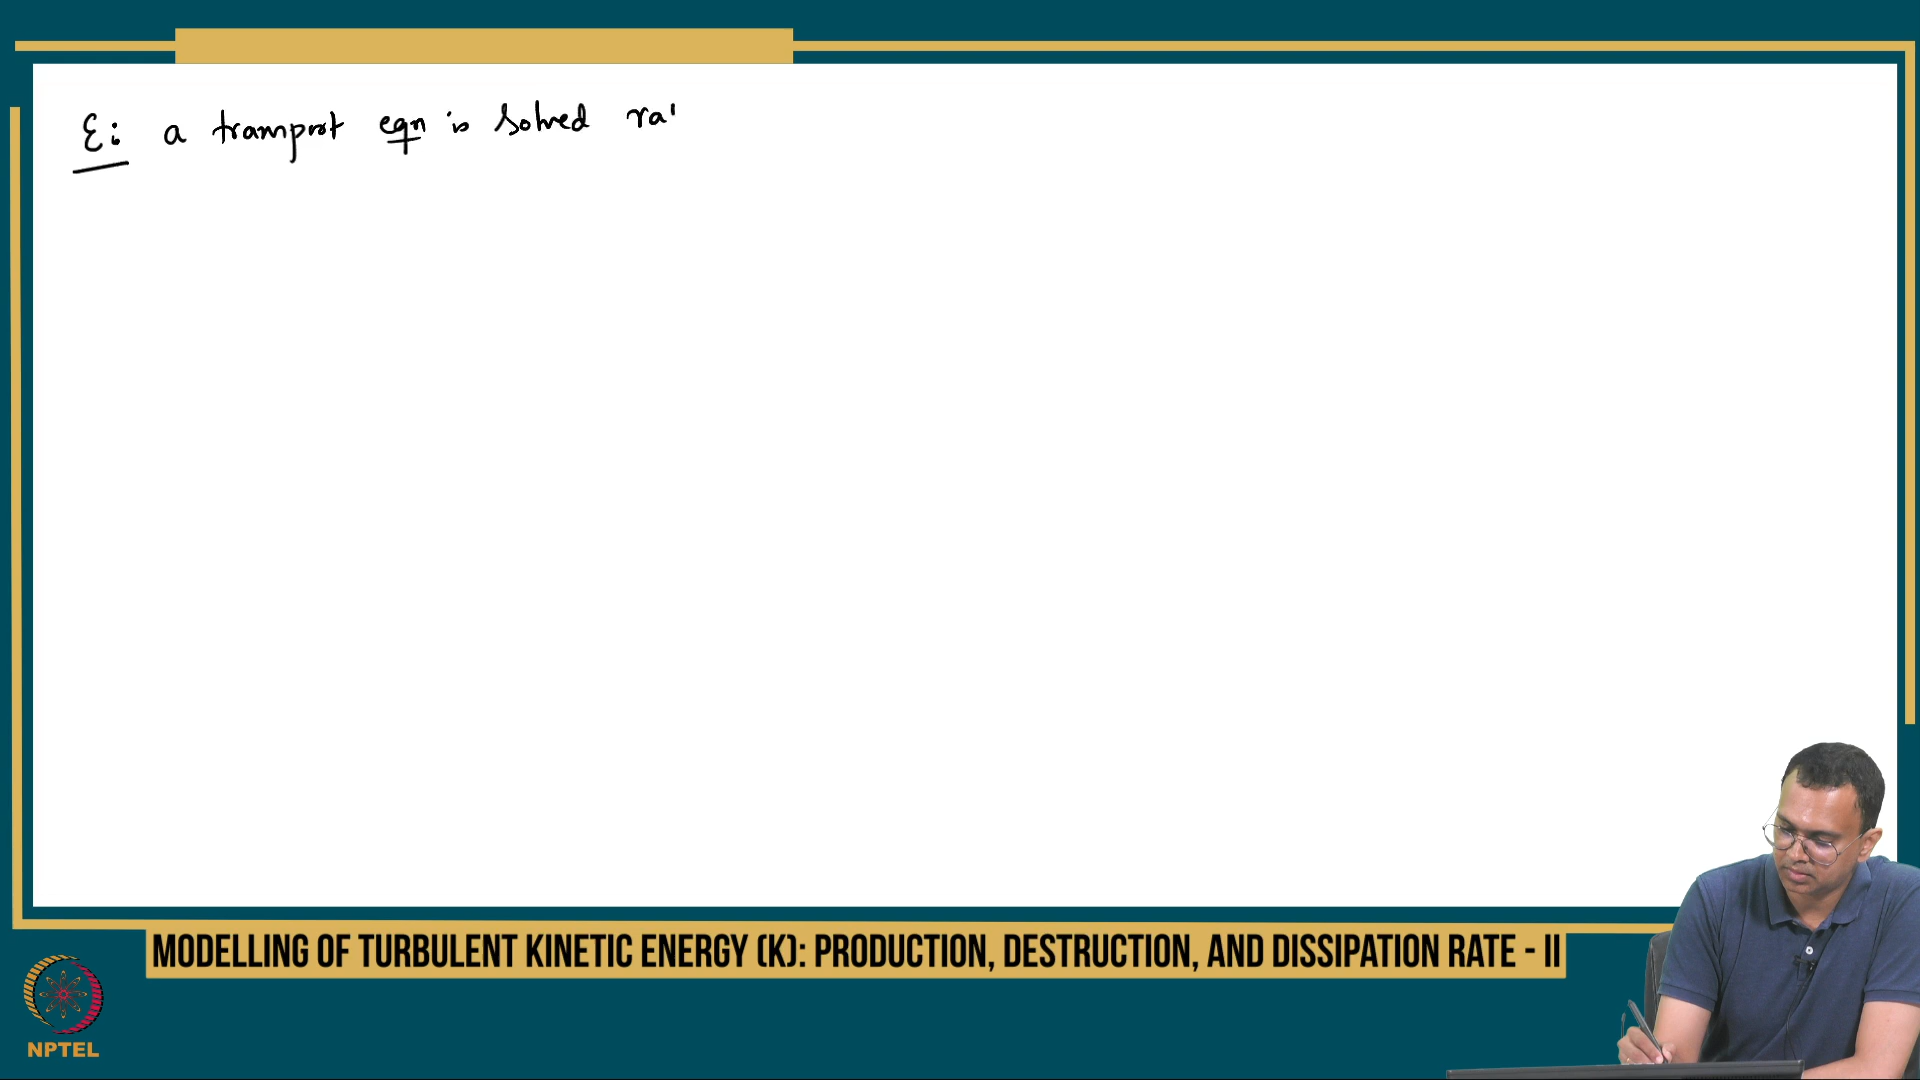 ε: a transport eqn is solved ra
MODELLING OF TURBULENT KINETIC ENERGY (K): PRODUCTION, DESTRUCTION, AND DISSIPATION RATE - II
NPTEL